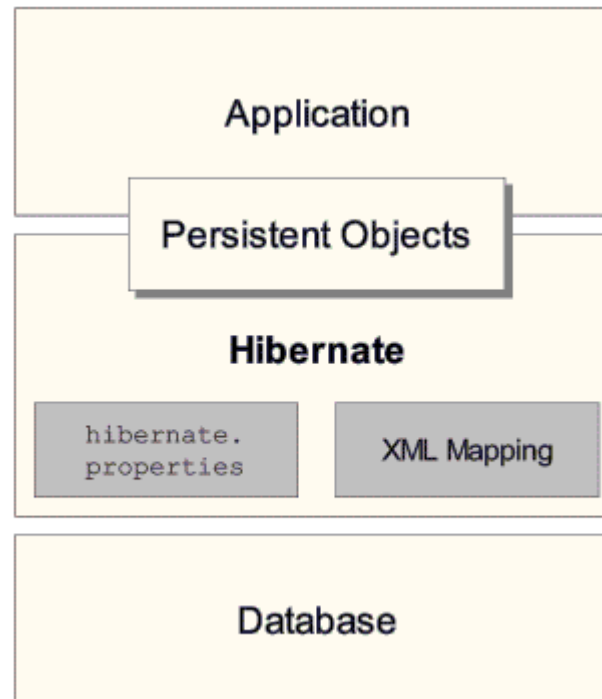 Application
Persistent Objects
Hibernate
hibernate.
properties
XML Mapping
Database